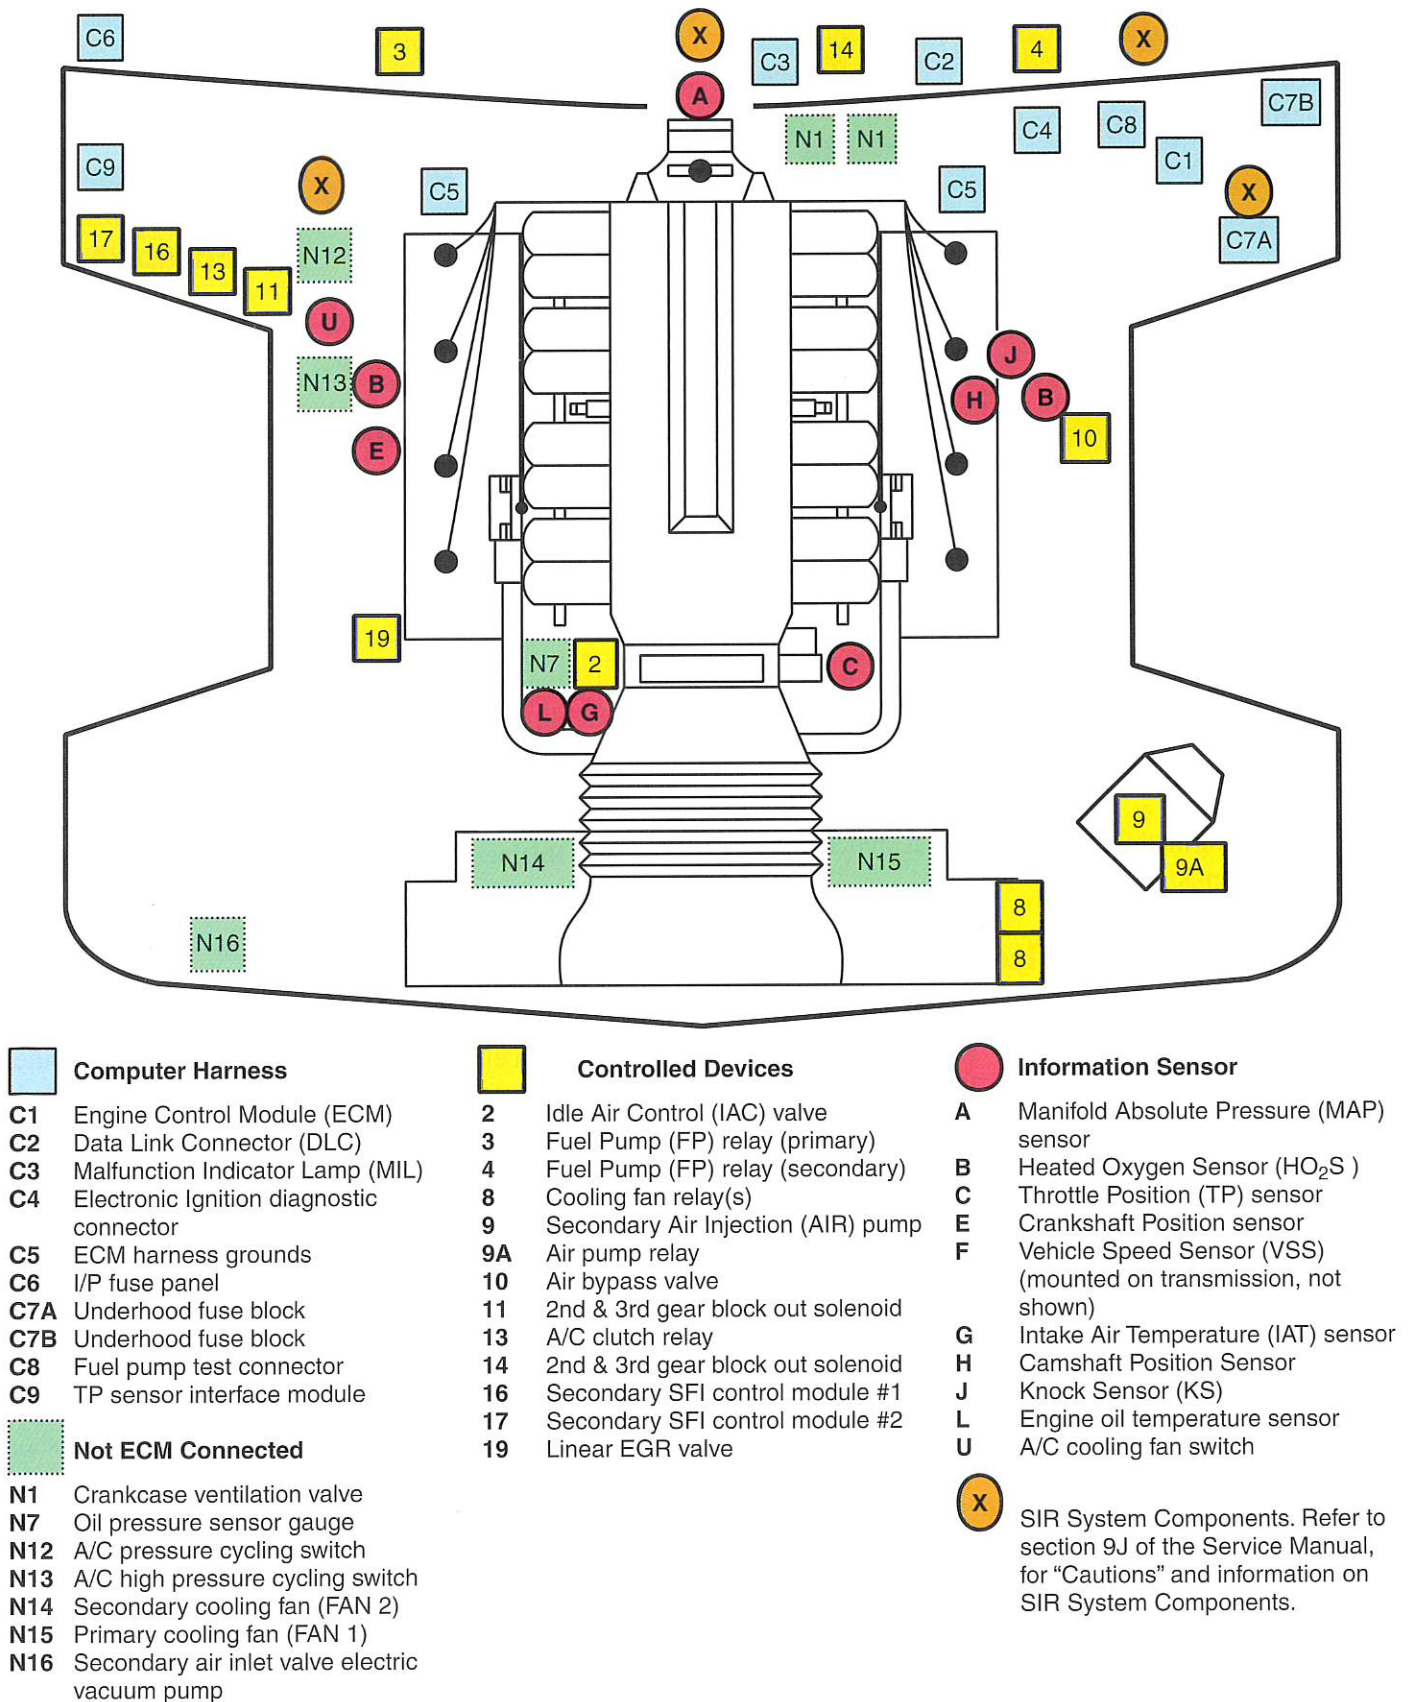 C6
3
X
C3
14
C2
4
X
A
C7B
N1
N1
C4
C8
C1
C9
X
C5
C5
X
C7A
17
16
13
11
N12
U
J
N13
B
H
B
E
10
19
N7
2
C
L
G
9
N14
N15
9A
8
N16
8
Computer Harness
C1 Engine Control Module (ECM)
C2 Data Link Connector (DLC)
C3 Malfunction Indicator Lamp (MIL)
C4 Electronic Ignition diagnostic
connector
C5 ECM harness grounds
C6 I/P fuse panel
C7A Underhood fuse block
C7B Underhood fuse block
C8 Fuel pump test connector
C9 TP sensor interface module
Not ECM Connected
N1 Crankcase ventilation valve
N7 Oil pressure sensor gauge
N12 A/C pressure cycling switch
N13 A/C high pressure cycling switch
N14 Secondary cooling fan (FAN 2)
N15 Primary cooling fan (FAN 1)
N16 Secondary air inlet valve electric
vacuum pump
Controlled Devices
2 Idle Air Control (IAC) valve
3 Fuel Pump (FP) relay (primary)
4 Fuel Pump (FP) relay (secondary)
8 Cooling fan relay(s)
9 Secondary Air Injection (AIR) pump
9A Air pump relay
10 Air bypass valve
11 2nd & 3rd gear block out solenoid
13 A/C clutch relay
14 2nd & 3rd gear block out solenoid
16 Secondary SFI control module #1
17 Secondary SFI control module #2
19 Linear EGR valve
Information Sensor
A Manifold Absolute Pressure (MAP)
sensor
B Heated Oxygen Sensor (HO₂S )
C Throttle Position (TP) sensor
E Crankshaft Position sensor
F Vehicle Speed Sensor (VSS)
(mounted on transmission, not
shown)
G Intake Air Temperature (IAT) sensor
H Camshaft Position Sensor
J Knock Sensor (KS)
L Engine oil temperature sensor
U A/C cooling fan switch
X
SIR System Components. Refer to
section 9J of the Service Manual,
for “Cautions” and information on
SIR System Components.